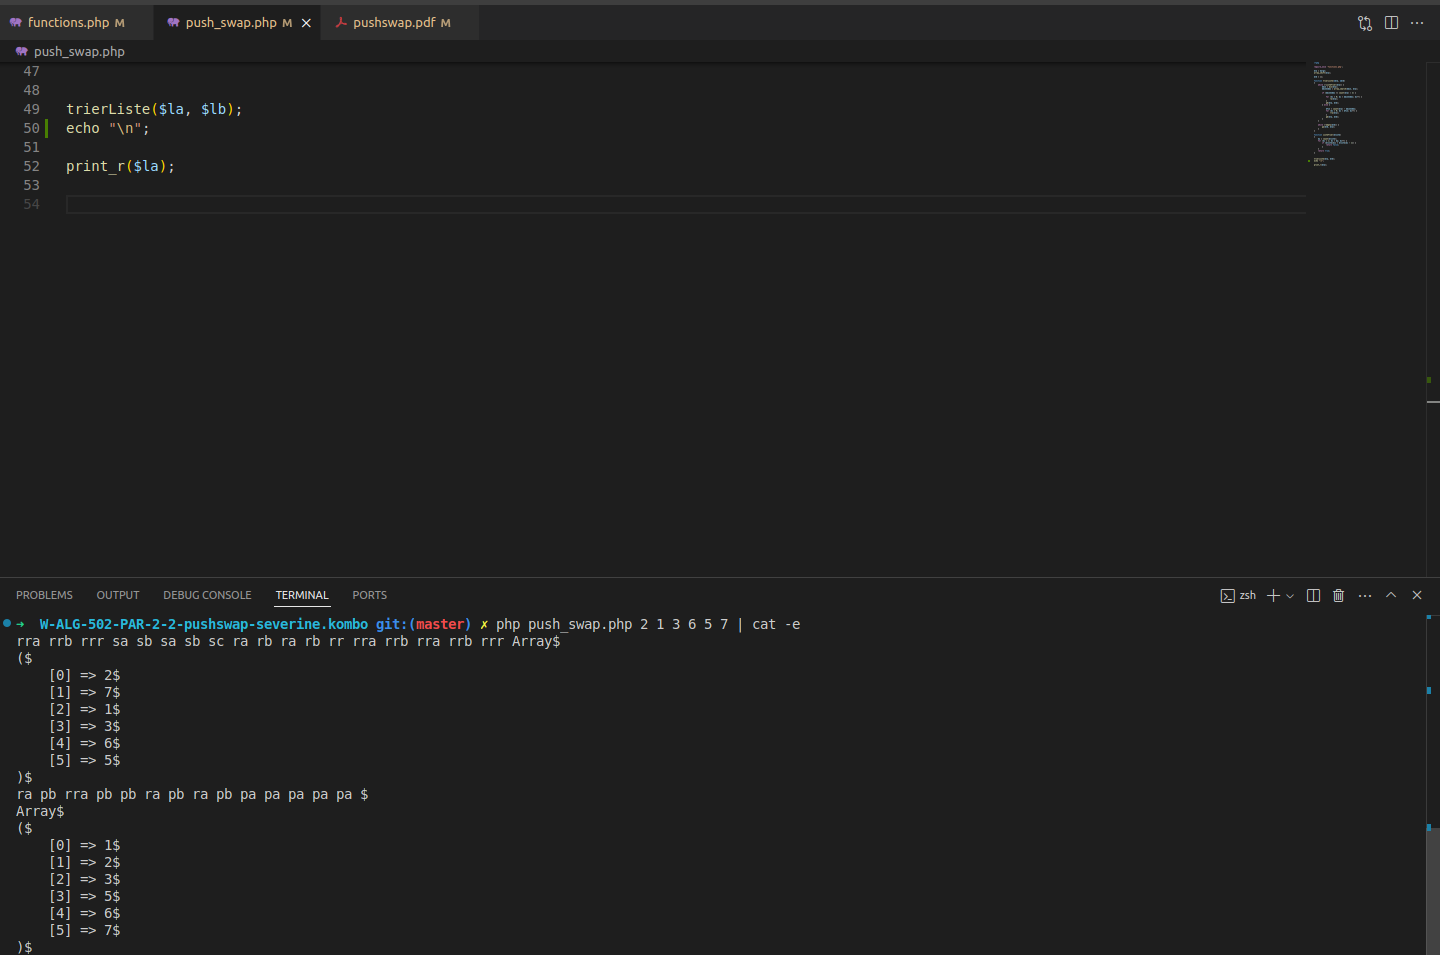 functions.php M push_swap.php M pushswap.pdf M
push_swap.php
47
48
49 trierListe($la, $lb);
50 echo "\n";
51
52 print_r($la);
53
54
PROBLEMS OUTPUT DEBUG CONSOLE TERMINAL PORTS zsh
→ W-ALG-502-PAR-2-2-pushswap-severine.kombo git:(master) ✗ php push_swap.php 2 1 3 6 5 7 | cat -e
rra rrb rrr sa sb sa sb sc ra rb ra rb rr rra rrb rra rrb rrr Array$
($
[0] => 2$
[1] => 7$
[2] => 1$
[3] => 3$
[4] => 6$
[5] => 5$
)$
ra pb rra pb pb ra pb ra pb pa pa pa pa pa $
Array$
($
[0] => 1$
[1] => 2$
[2] => 3$
[3] => 5$
[4] => 6$
[5] => 7$
)$